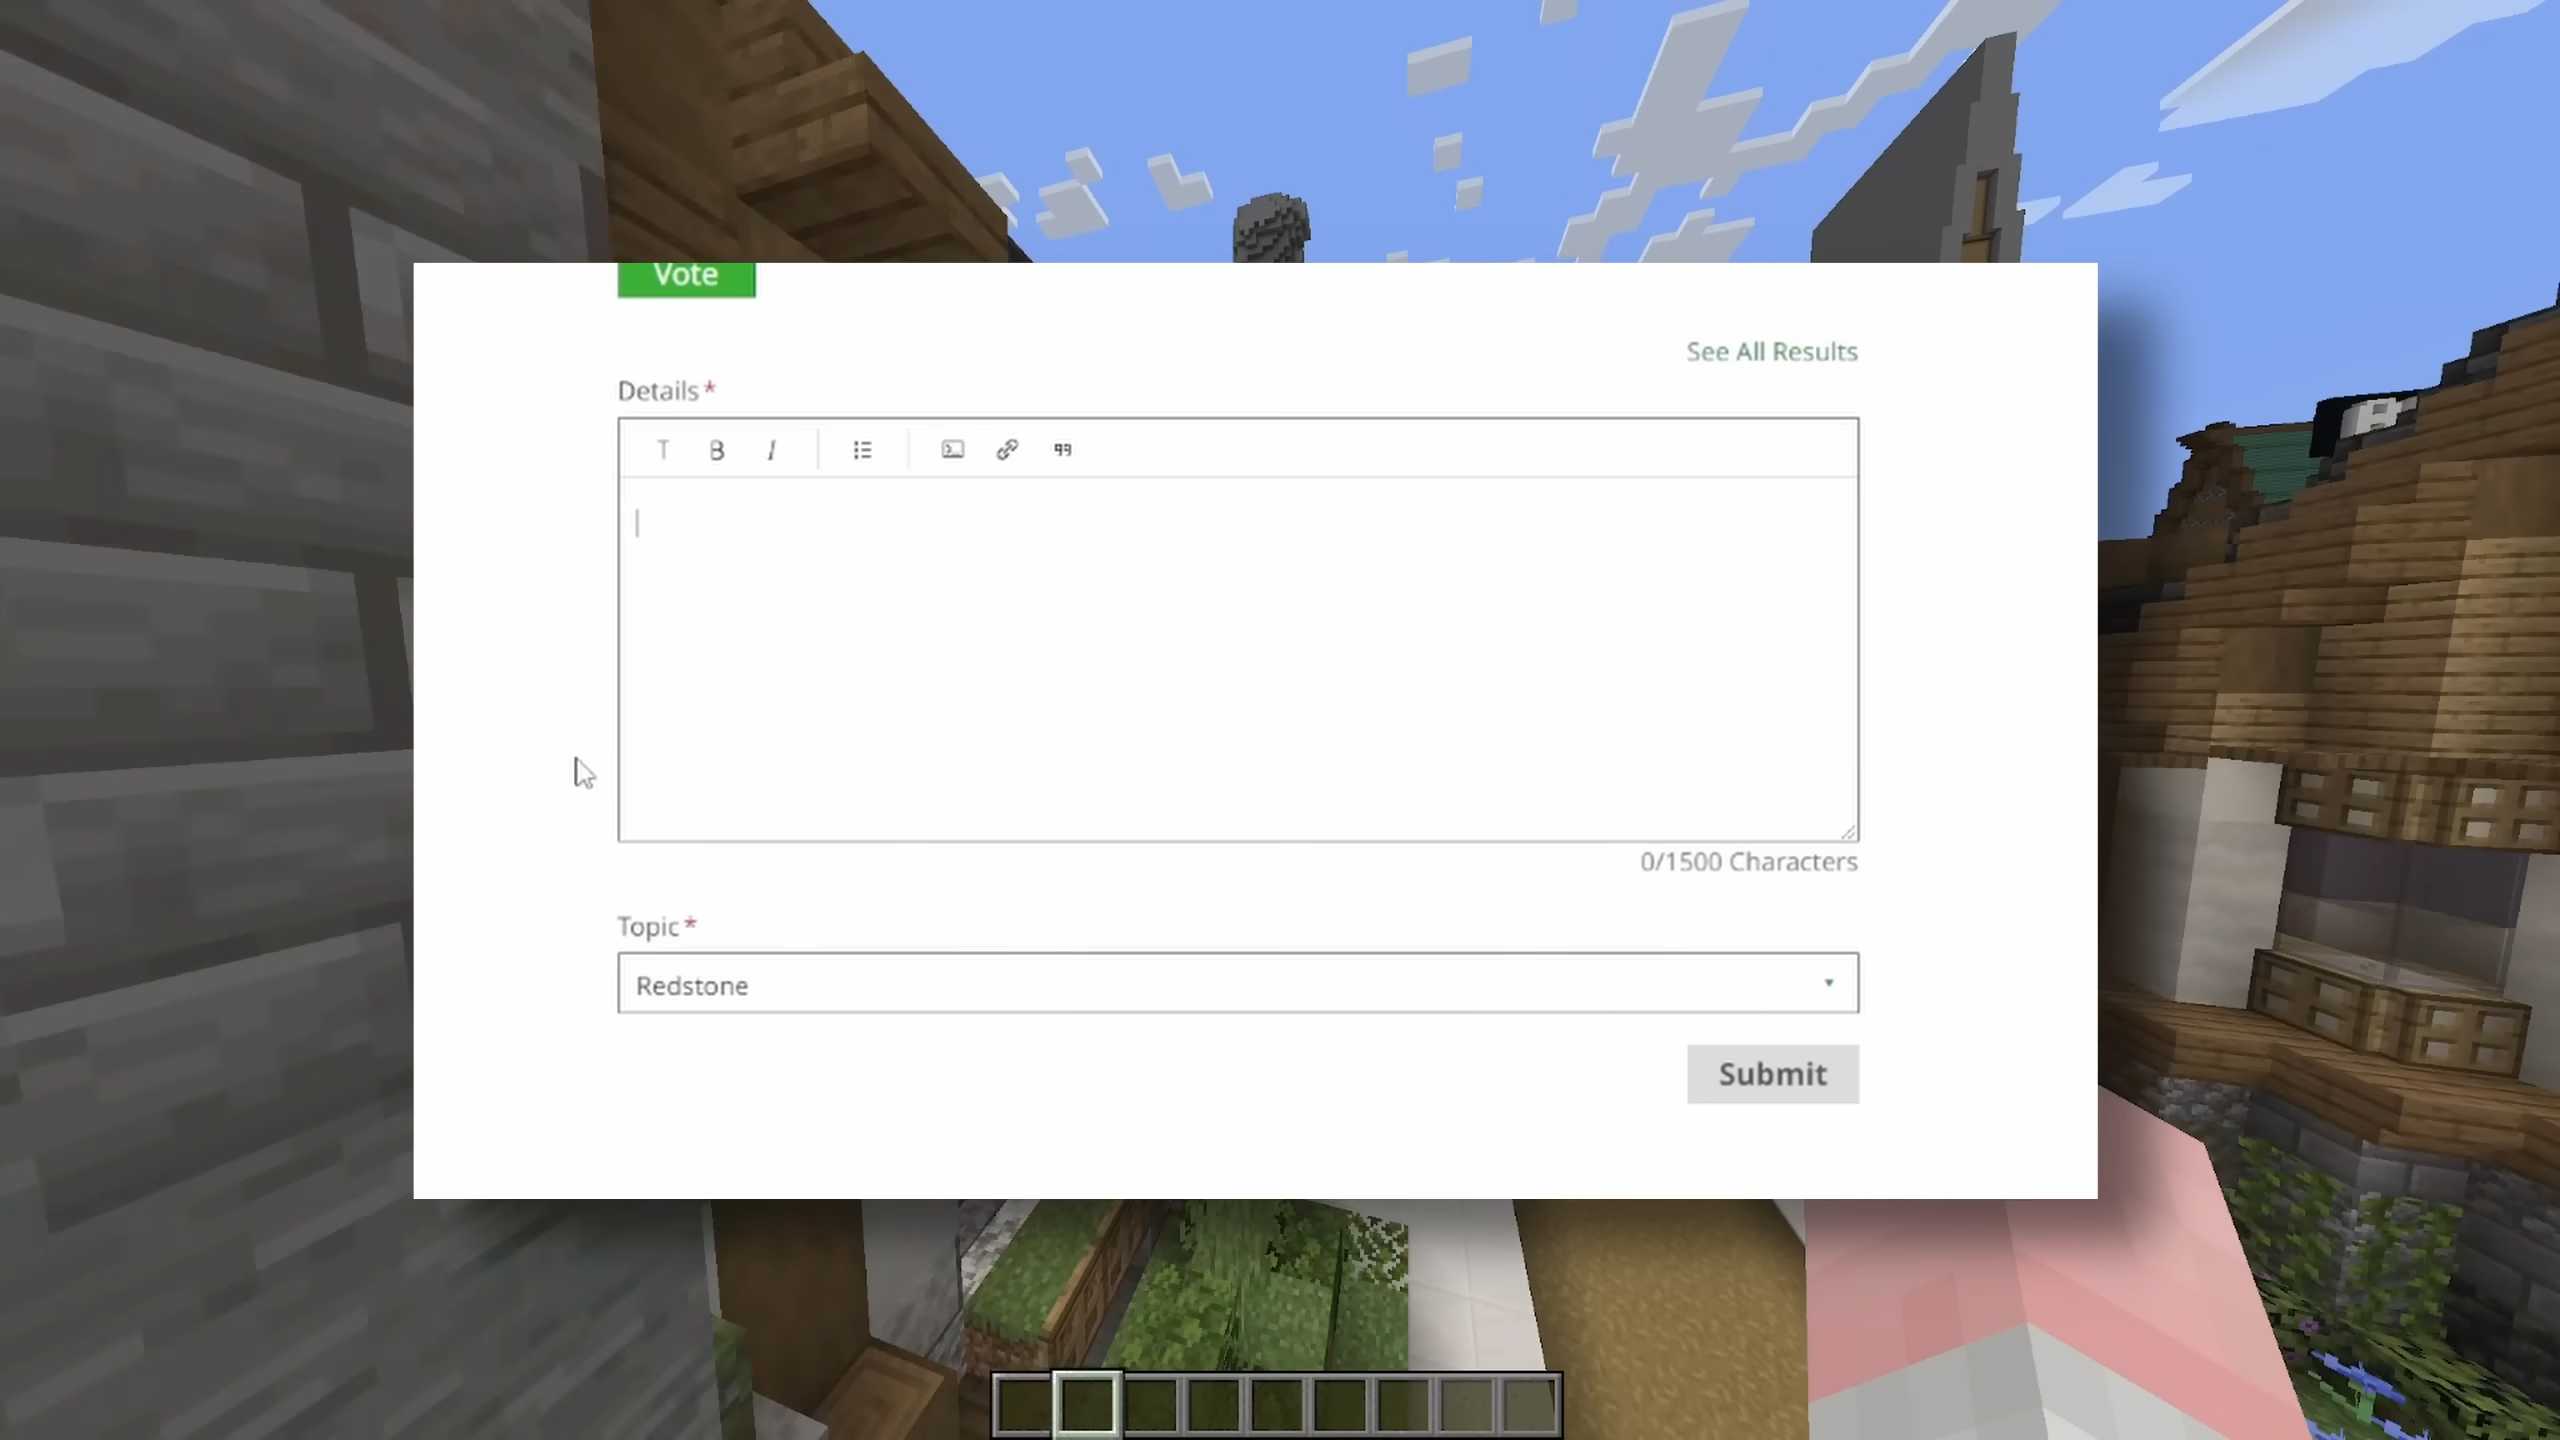 Vote
See All Results
Details*
T B I
0/1500 Characters
Topic*
Redstone
Submit